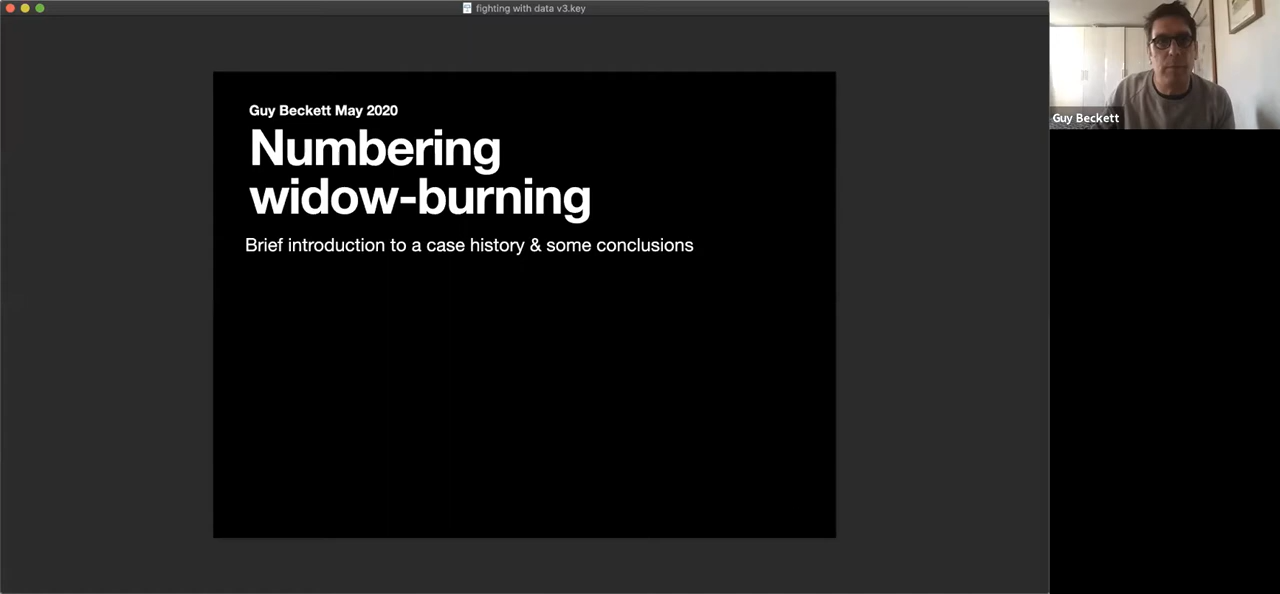 fighting with data v3.key
Guy Beckett May 2020
Numbering
widow-burning
Brief introduction to a case history & some conclusions
Guy Beckett